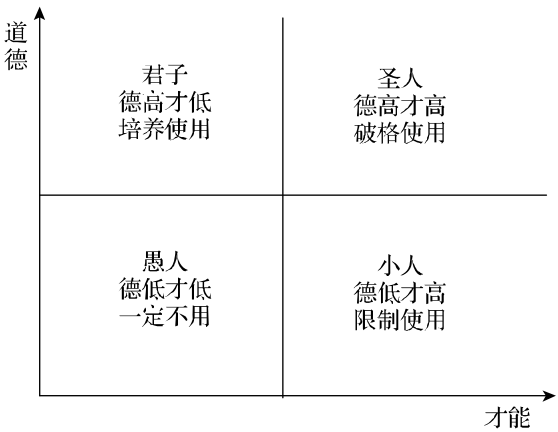 道
德
君子
德高才低
培养使用
圣人
德高才高
破格使用
愚人
德低才低
一定不用
小人
德低才高
限制使用
才能